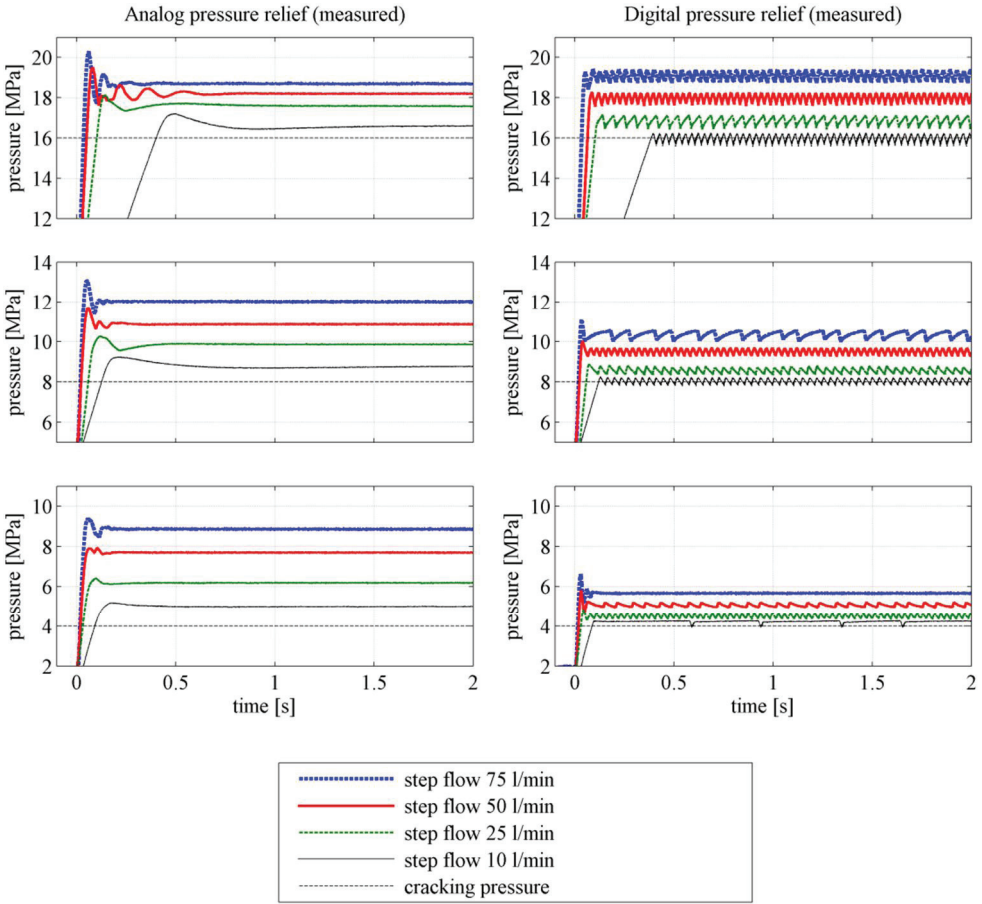 Analog pressure relief (measured)
Digital pressure relief (measured)
pressure [MPa]
20
18
16
14
12
pressure [MPa]
20
18
16
14
12
pressure [MPa]
14
12
10
8
6
pressure [MPa]
14
12
10
8
6
pressure [MPa]
10
8
6
4
2
0
0.5
1
1.5
2
time [s]
pressure [MPa]
10
8
6
4
2
0
0.5
1
1.5
2
time [s]
step flow 75 l/min
step flow 50 l/min
step flow 25 l/min
step flow 10 l/min
cracking pressure